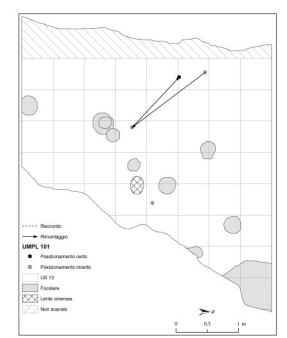 Raccordo
Rimontaggio
UMPL 101
Posizionamento certo
Posizionamento incerto
US 13
Focolare
Lente cinerosa
Non scavato
N
0 0,5 1 m